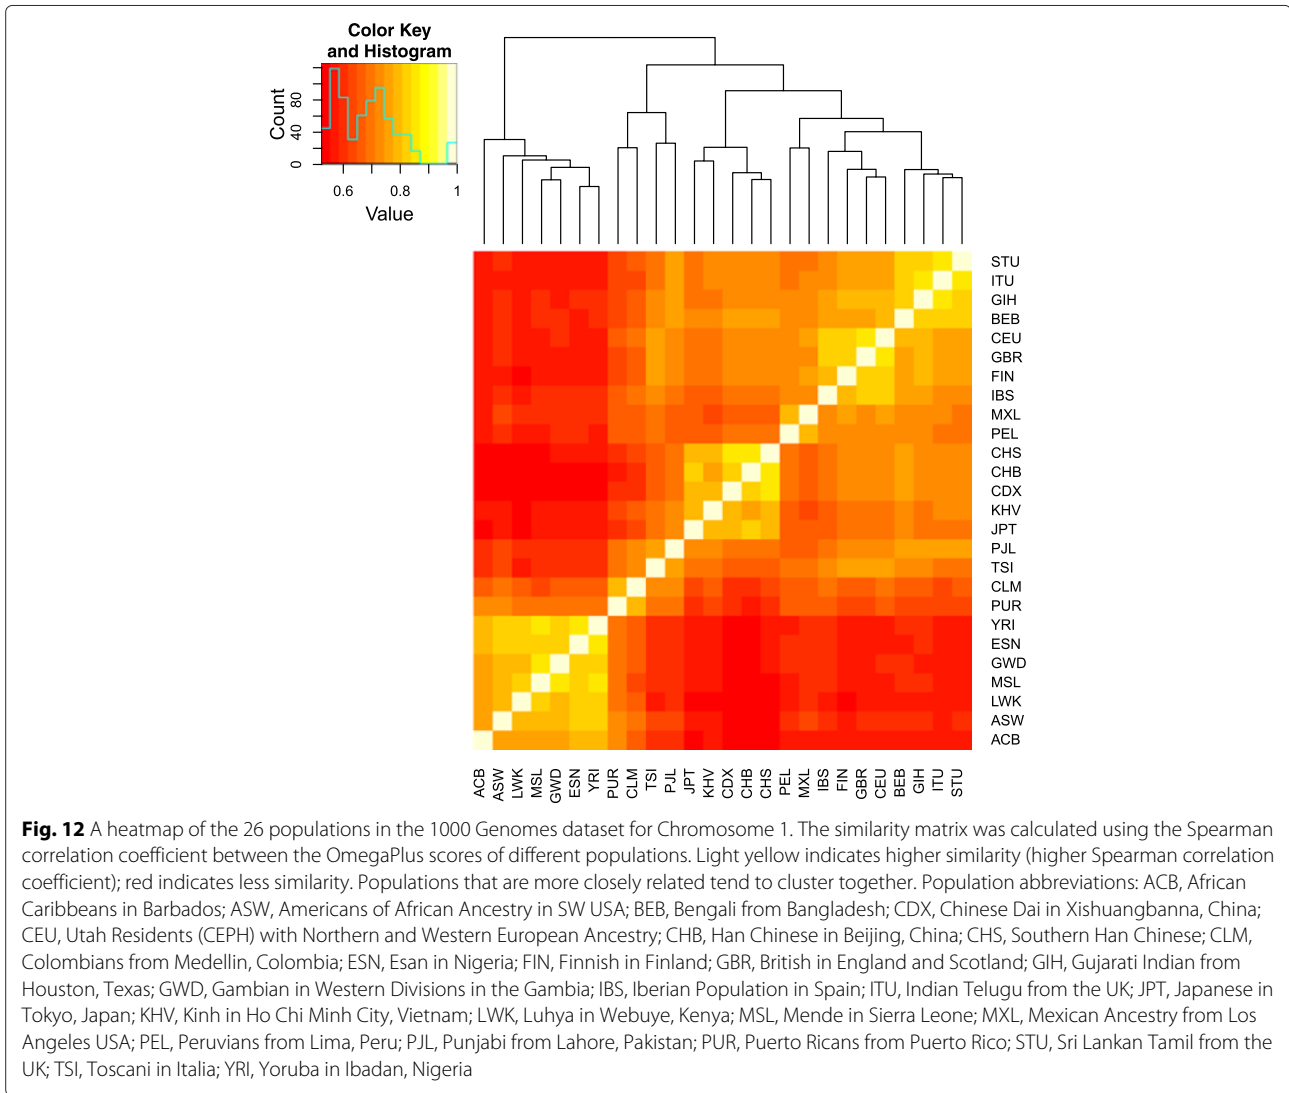 Color Key
and Histogram
Count
0
40
80
0.6
0.8
1
Value
STU
ITU
GIH
BEB
CEU
GBR
FIN
IBS
MXL
PEL
CHS
CHB
CDX
KHV
JPT
PJL
TSI
CLM
PUR
YRI
ESN
GWD
MSL
LWK
ASW
ACB
ACB ASW LWK MSL GWD ESN YRI PUR CLM TSI PJL JPT KHV CDX CHB CHS PEL MXL IBS FIN GBR CEU BEB GIH ITU STU
Fig. 12 A heatmap of the 26 populations in the 1000 Genomes dataset for Chromosome 1. The similarity matrix was calculated using the Spearman
correlation coefficient between the OmegaPlus scores of different populations. Light yellow indicates higher similarity (higher Spearman correlation
coefficient); red indicates less similarity. Populations that are more closely related tend to cluster together. Population abbreviations: ACB, African
Caribbeans in Barbados; ASW, Americans of African Ancestry in SW USA; BEB, Bengali from Bangladesh; CDX, Chinese Dai in Xishuangbanna, China;
CEU, Utah Residents (CEPH) with Northern and Western European Ancestry; CHB, Han Chinese in Beijing, China; CHS, Southern Han Chinese; CLM,
Colombians from Medellin, Colombia; ESN, Esan in Nigeria; FIN, Finnish in Finland; GBR, British in England and Scotland; GIH, Gujarati Indian from
Houston, Texas; GWD, Gambian in Western Divisions in the Gambia; IBS, Iberian Population in Spain; ITU, Indian Telugu from the UK; JPT, Japanese in
Tokyo, Japan; KHV, Kinh in Ho Chi Minh City, Vietnam; LWK, Luhya in Webuye, Kenya; MSL, Mende in Sierra Leone; MXL, Mexican Ancestry from Los
Angeles USA; PEL, Peruvians from Lima, Peru; PJL, Punjabi from Lahore, Pakistan; PUR, Puerto Ricans from Puerto Rico; STU, Sri Lankan Tamil from the
UK; TSI, Toscani in Italia; YRI, Yoruba in Ibadan, Nigeria